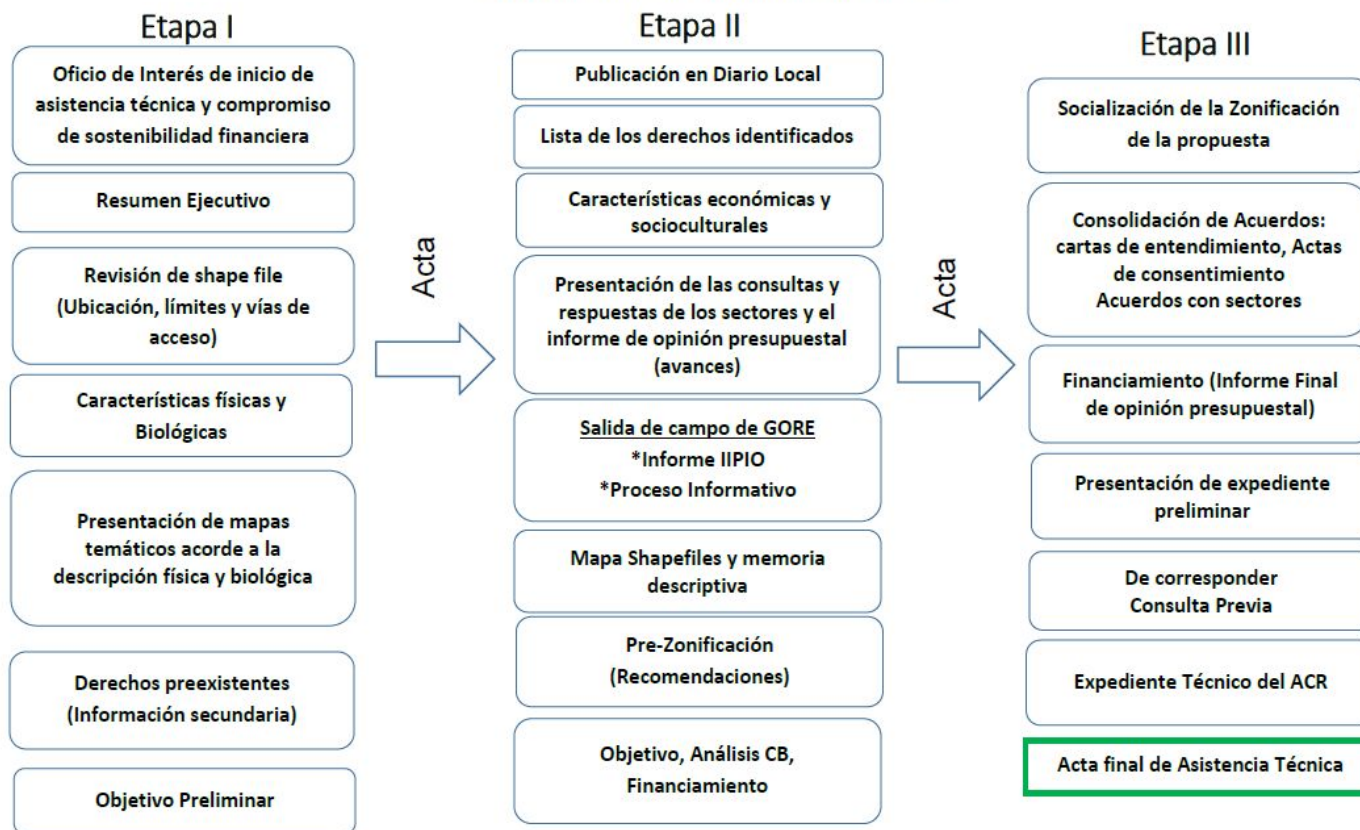 Etapa I
Oficio de Interés de inicio de
asistencia técnica y compromiso
de sostenibilidad financiera
Resumen Ejecutivo
Revisión de shape file
(Ubicación, límites y vías de
acceso)
Características físicas y
Biológicas
Presentación de mapas
temáticos acorde a la
descripción física y biológica
Derechos preexistentes
(Información secundaria)
Objetivo Preliminar
Acta
Etapa II
Publicación en Diario Local
Lista de los derechos identificados
Características económicas y
socioculturales
Presentación de las consultas y
respuestas de los sectores y el
informe de opinión presupuestal
(avances)
Salida de campo de GORE
*Informe IIPIO
*Proceso Informativo
Mapa Shapefiles y memoria
descriptiva
Pre-Zonificación
(Recomendaciones)
Objetivo, Análisis CB,
Financiamiento
Acta
Etapa III
Socialización de la Zonificación
de la propuesta
Consolidación de Acuerdos:
cartas de entendimiento, Actas
de consentimiento
Acuerdos con sectores
Financiamiento (Informe Final
de opinión presupuestal)
Presentación de expediente
preliminar
De corresponder
Consulta Previa
Expediente Técnico del ACR
Acta final de Asistencia Técnica